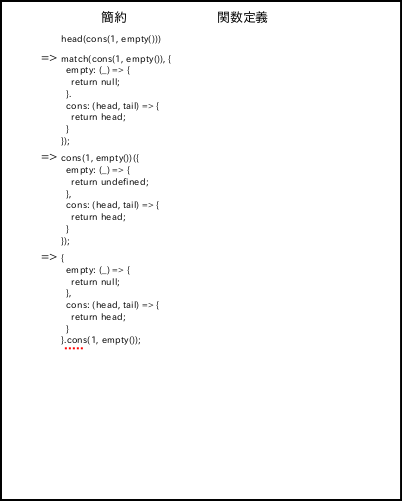 簡約 関数定義
head(cons(1, empty()))
=> match(cons(1, empty()), {
empty: (_) => {
return null;
}.
cons: (head, tail) => {
return head;
}
});
=> cons(1, empty())({
empty: (_) => {
return undefined;
},
cons: (head, tail) => {
return head;
}
});
=> {
empty: (_) => {
return null;
},
cons: (head, tail) => {
return head;
}
}.cons(1, empty());